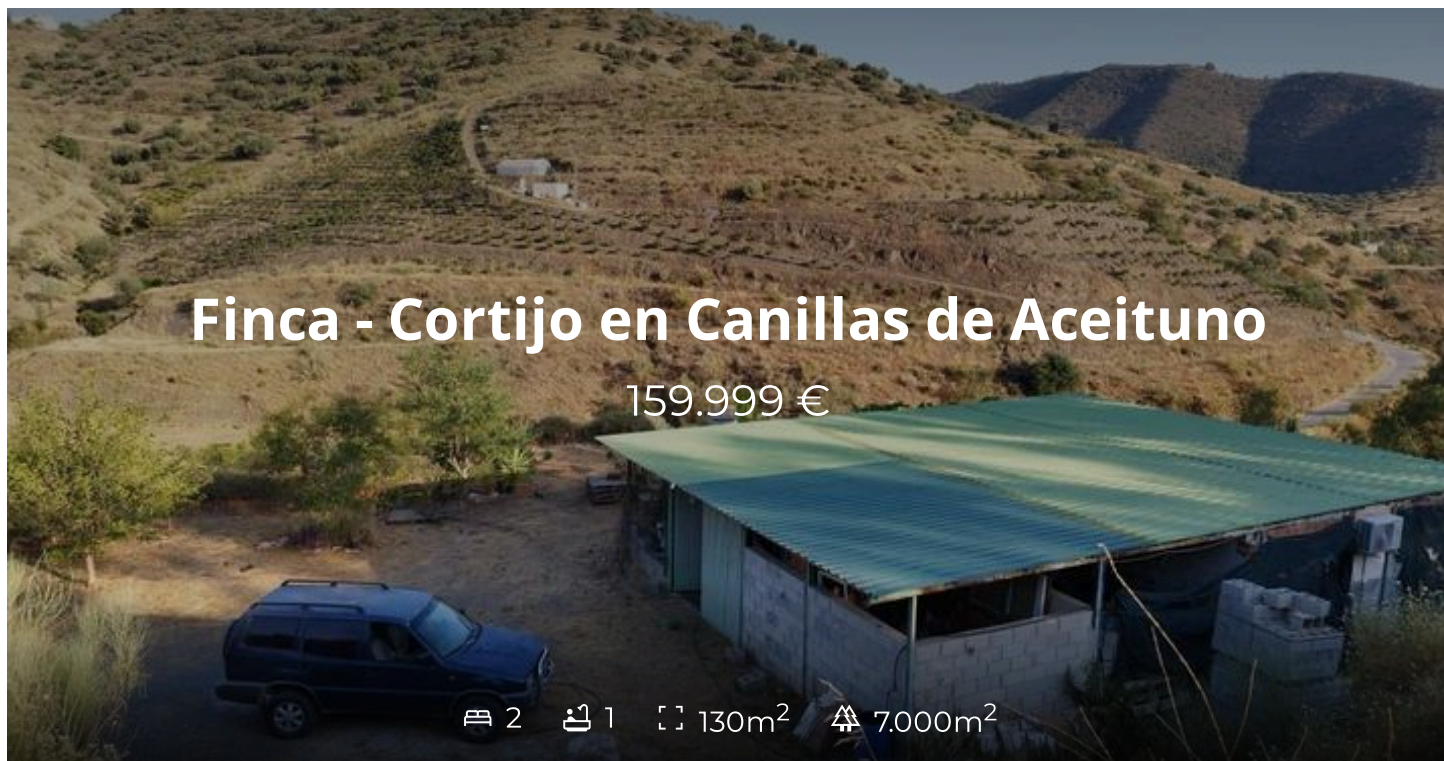 Finca - Cortijo en Canillas de Aceituno
159.999 €
2 1 130m² 7.000m²